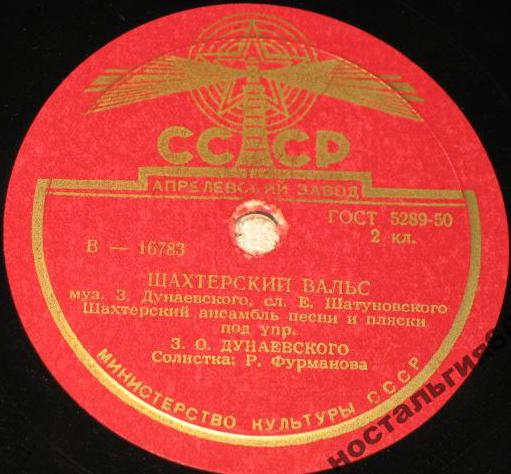 СССР
АПРЕЛЕВСКИЙ ЗАВОД
ГОСТ 5289-50
В — 16783
2 кл.
ШАХТЕРСКИЙ ВАЛЬС
муз. З. Дунаевского, сл. Е. Шатуновского
Шахтерский ансамбль песни и пляски
под упр.
З. О. ДУНАЕВСКОГО
Солистка: Р. Фурманова
МИНИСТЕРСТВО КУЛЬТУРЫ СССР